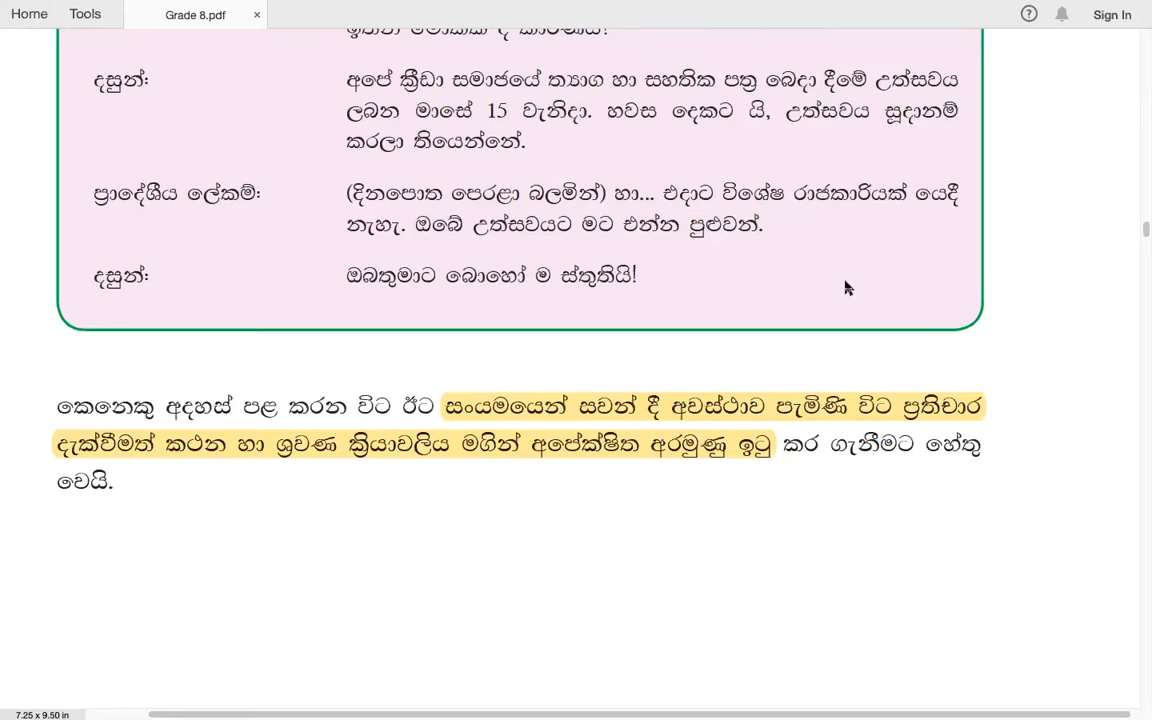 Home Tools Grade 8.pdf × Sign In
ඉතින් මොකක් ද කාරණය?
දසුන්: අපේ ක්‍රීඩා සමාජයේ ත්‍යාග හා සහතික පත්‍ර බෙදා දීමේ උත්සවය
ලබන මාසේ 15 වැනිදා. හවස දෙකට යි, උත්සවය සූදානම්
කරලා තියෙන්නේ.
ප්‍රාදේශීය ලේකම්: (දිනපොත පෙරළා බලමින්) හා... එදාට විශේෂ රාජකාරියක් යෙදී
නැහැ. ඔබේ උත්සවයට මට එන්න පුළුවන්.
දසුන්: ඔබතුමාට බොහෝ ම ස්තුතියි!
කෙනෙකු අදහස් පළ කරන විට ඊට සංයමයෙන් සවන් දී අවස්ථාව පැමිණි විට ප්‍රතිචාර
දැක්වීමත් කථන හා ශ්‍රවණ ක්‍රියාවලිය මගින් අපේක්ෂිත අරමුණු ඉටු කර ගැනීමට හේතු
වෙයි.
7.25 x 9.50 in